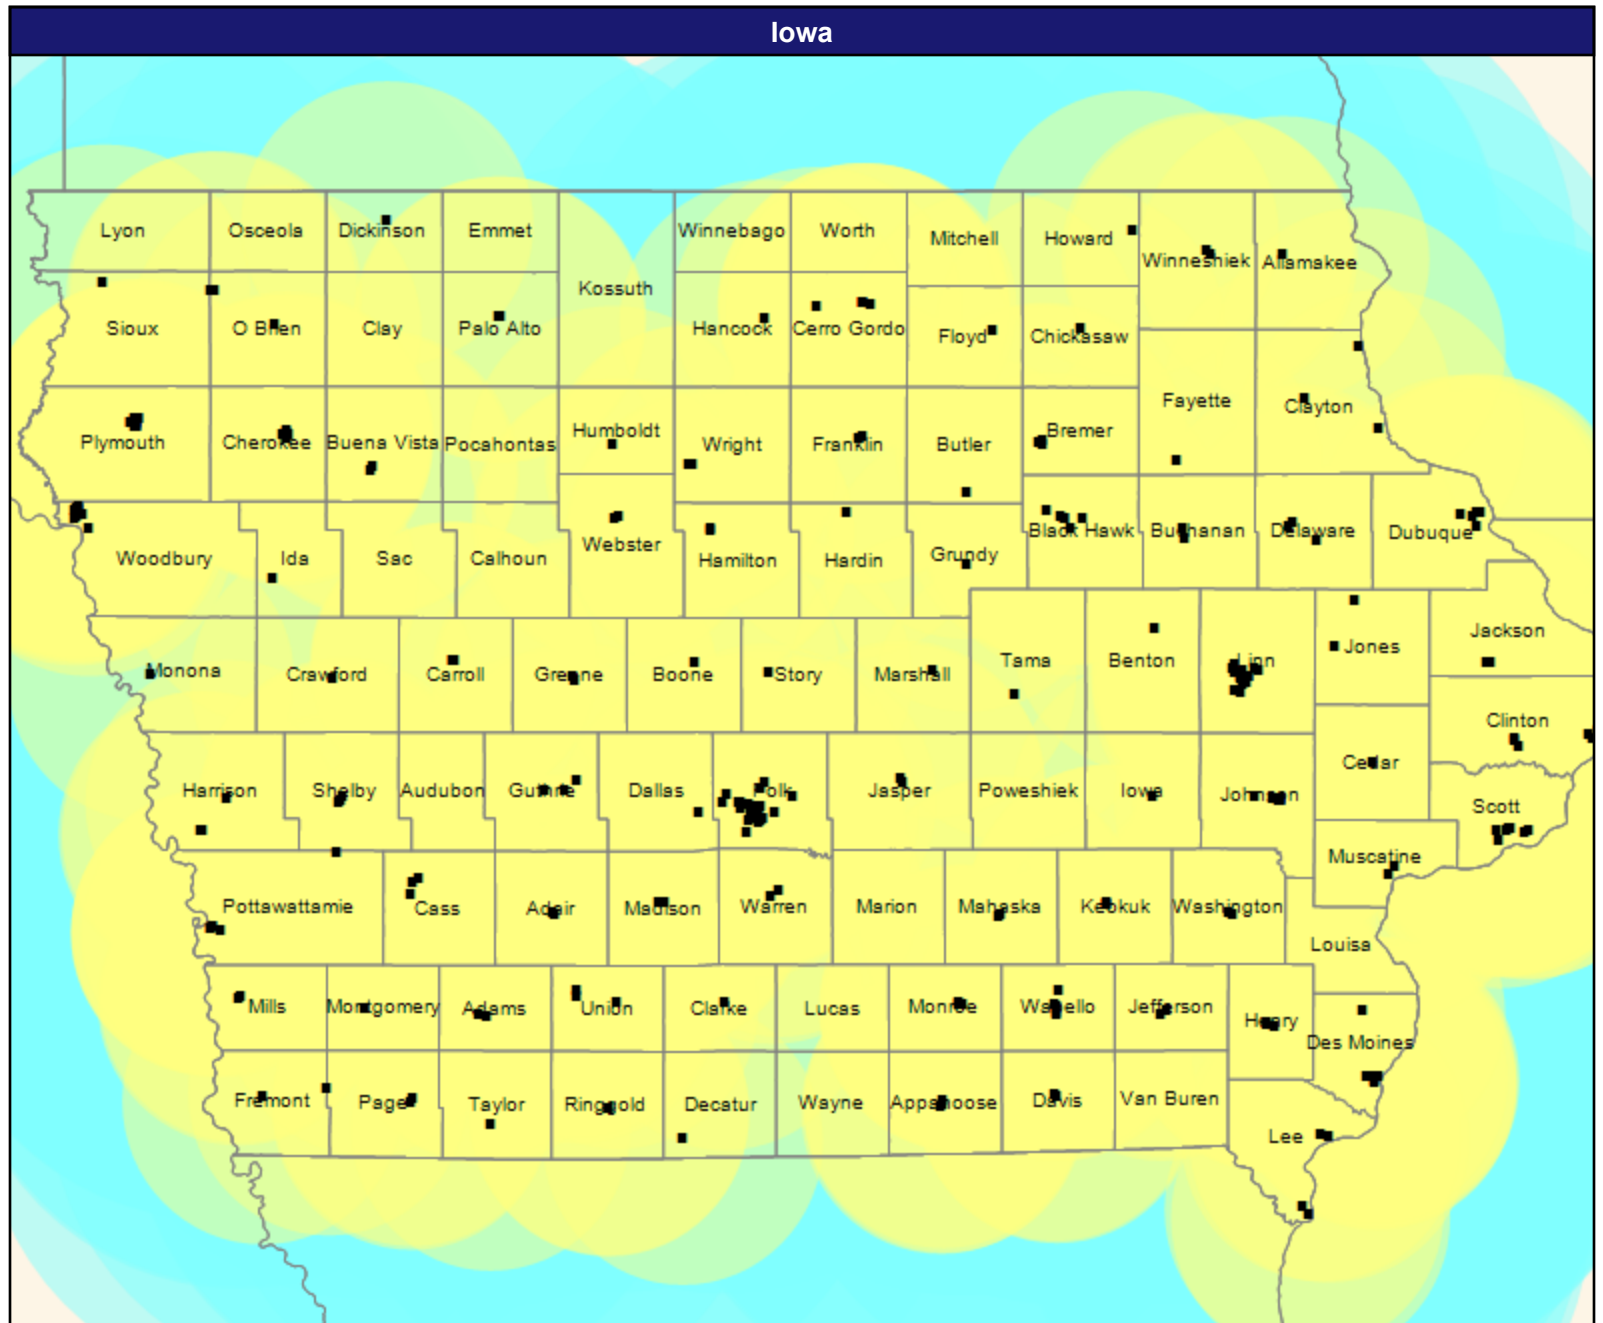 Iowa
Lyon
Osceola
Dickinson
Emmet
Winnebago
Worth
Mitchell
Howard
Winneshiek
Allamakee
Kossuth
Sioux
O Brien
Clay
Palo Alto
Hancock
Cerro Gordo
Floyd
Chickasaw
Fayette
Clayton
Plymouth
Cherokee
Buena Vista
Pocahontas
Humboldt
Wright
Franklin
Butler
Bremer
Woodbury
Ida
Sac
Calhoun
Webster
Hamilton
Hardin
Grundy
Black Hawk
Buchanan
Delaware
Dubuque
Monona
Crawford
Carroll
Greene
Boone
Story
Marshall
Tama
Benton
Linn
Jones
Jackson
Clinton
Harrison
Shelby
Audubon
Guthrie
Dallas
Polk
Jasper
Poweshiek
Iowa
Johnson
Cedar
Scott
Muscatine
Pottawattamie
Cass
Adair
Madison
Warren
Marion
Mahaska
Keokuk
Washington
Louisa
Mills
Montgomery
Adams
Union
Clarke
Lucas
Monroe
Wapello
Jefferson
Henry
Des Moines
Fremont
Page
Taylor
Ringgold
Decatur
Wayne
Appanoose
Davis
Van Buren
Lee